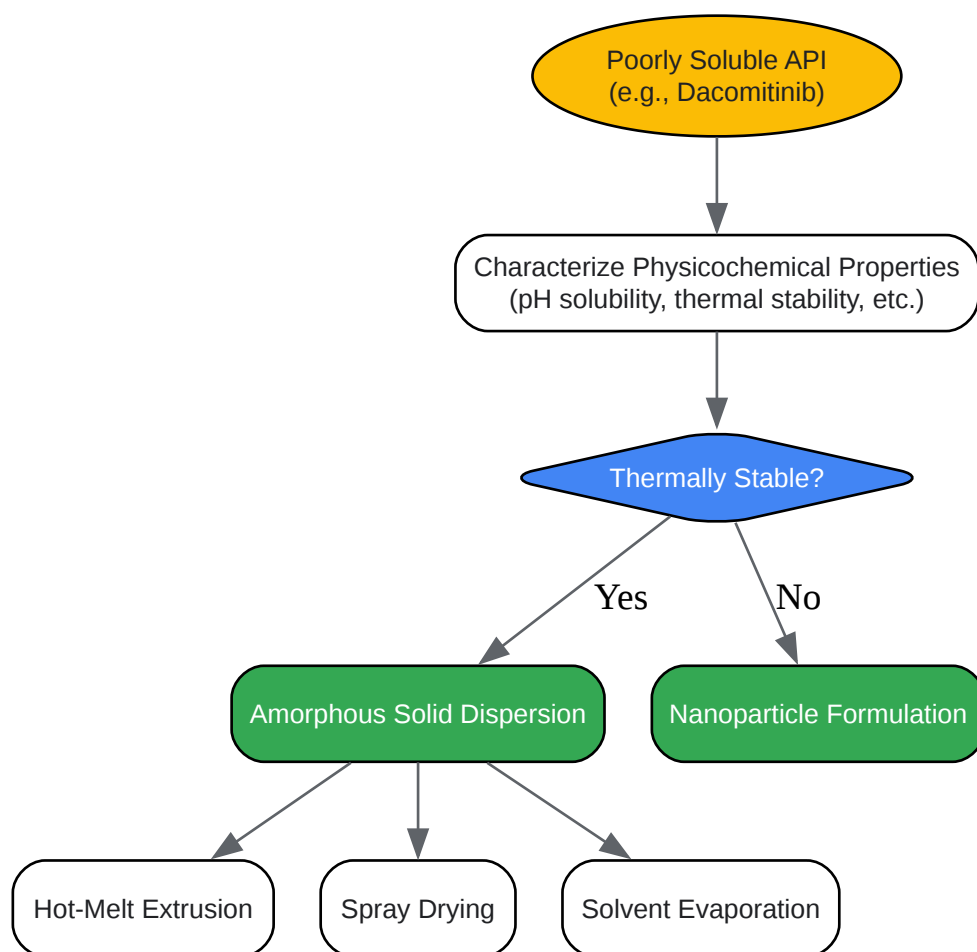 Poorly Soluble API
(e.g., Dacomitinib)
Characterize Physicochemical Properties
(pH solubility, thermal stability, etc.)
Thermally Stable?
Yes
No
Amorphous Solid Dispersion
Nanoparticle Formulation
Hot-Melt Extrusion
Spray Drying
Solvent Evaporation